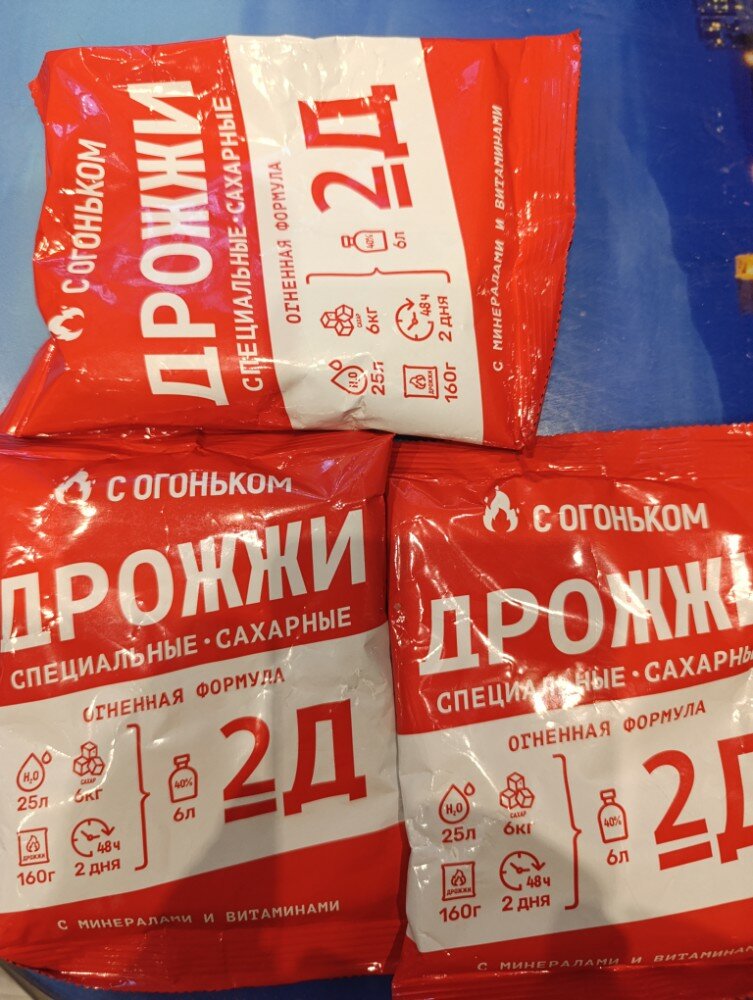 С ОГОНЬКОМ
ДРОЖЖИ
СПЕЦИАЛЬНЫЕ·САХАРНЫЕ
ОГНЕННАЯ ФОРМУЛА
H₂O
25л
САХАР
6кг
ДРОЖЖИ
160г
48ч
2 ДНЯ
40%
6л
2Д
С МИНЕРАЛАМИ И ВИТАМИНАМИ
С ОГОНЬКОМ
ДРОЖЖИ
СПЕЦИАЛЬНЫЕ·САХАРНЫЕ
ОГНЕННАЯ ФОРМУЛА
H₂O
25л
САХАР
6кг
ДРОЖЖИ
160г
48ч
2 ДНЯ
40%
6л
2Д
С МИНЕРАЛАМИ И ВИТАМИНАМИ
С ОГОНЬКОМ
ДРОЖЖИ
СПЕЦИАЛЬНЫЕ·САХАРНЫ
ОГНЕННАЯ ФОРМУЛА
H₂O
25л
САХАР
6кг
ДРОЖЖИ
160г
48ч
2 ДНЯ
40%
6л
2Д
С МИНЕРАЛАМИ И ВИТАМИНАМ